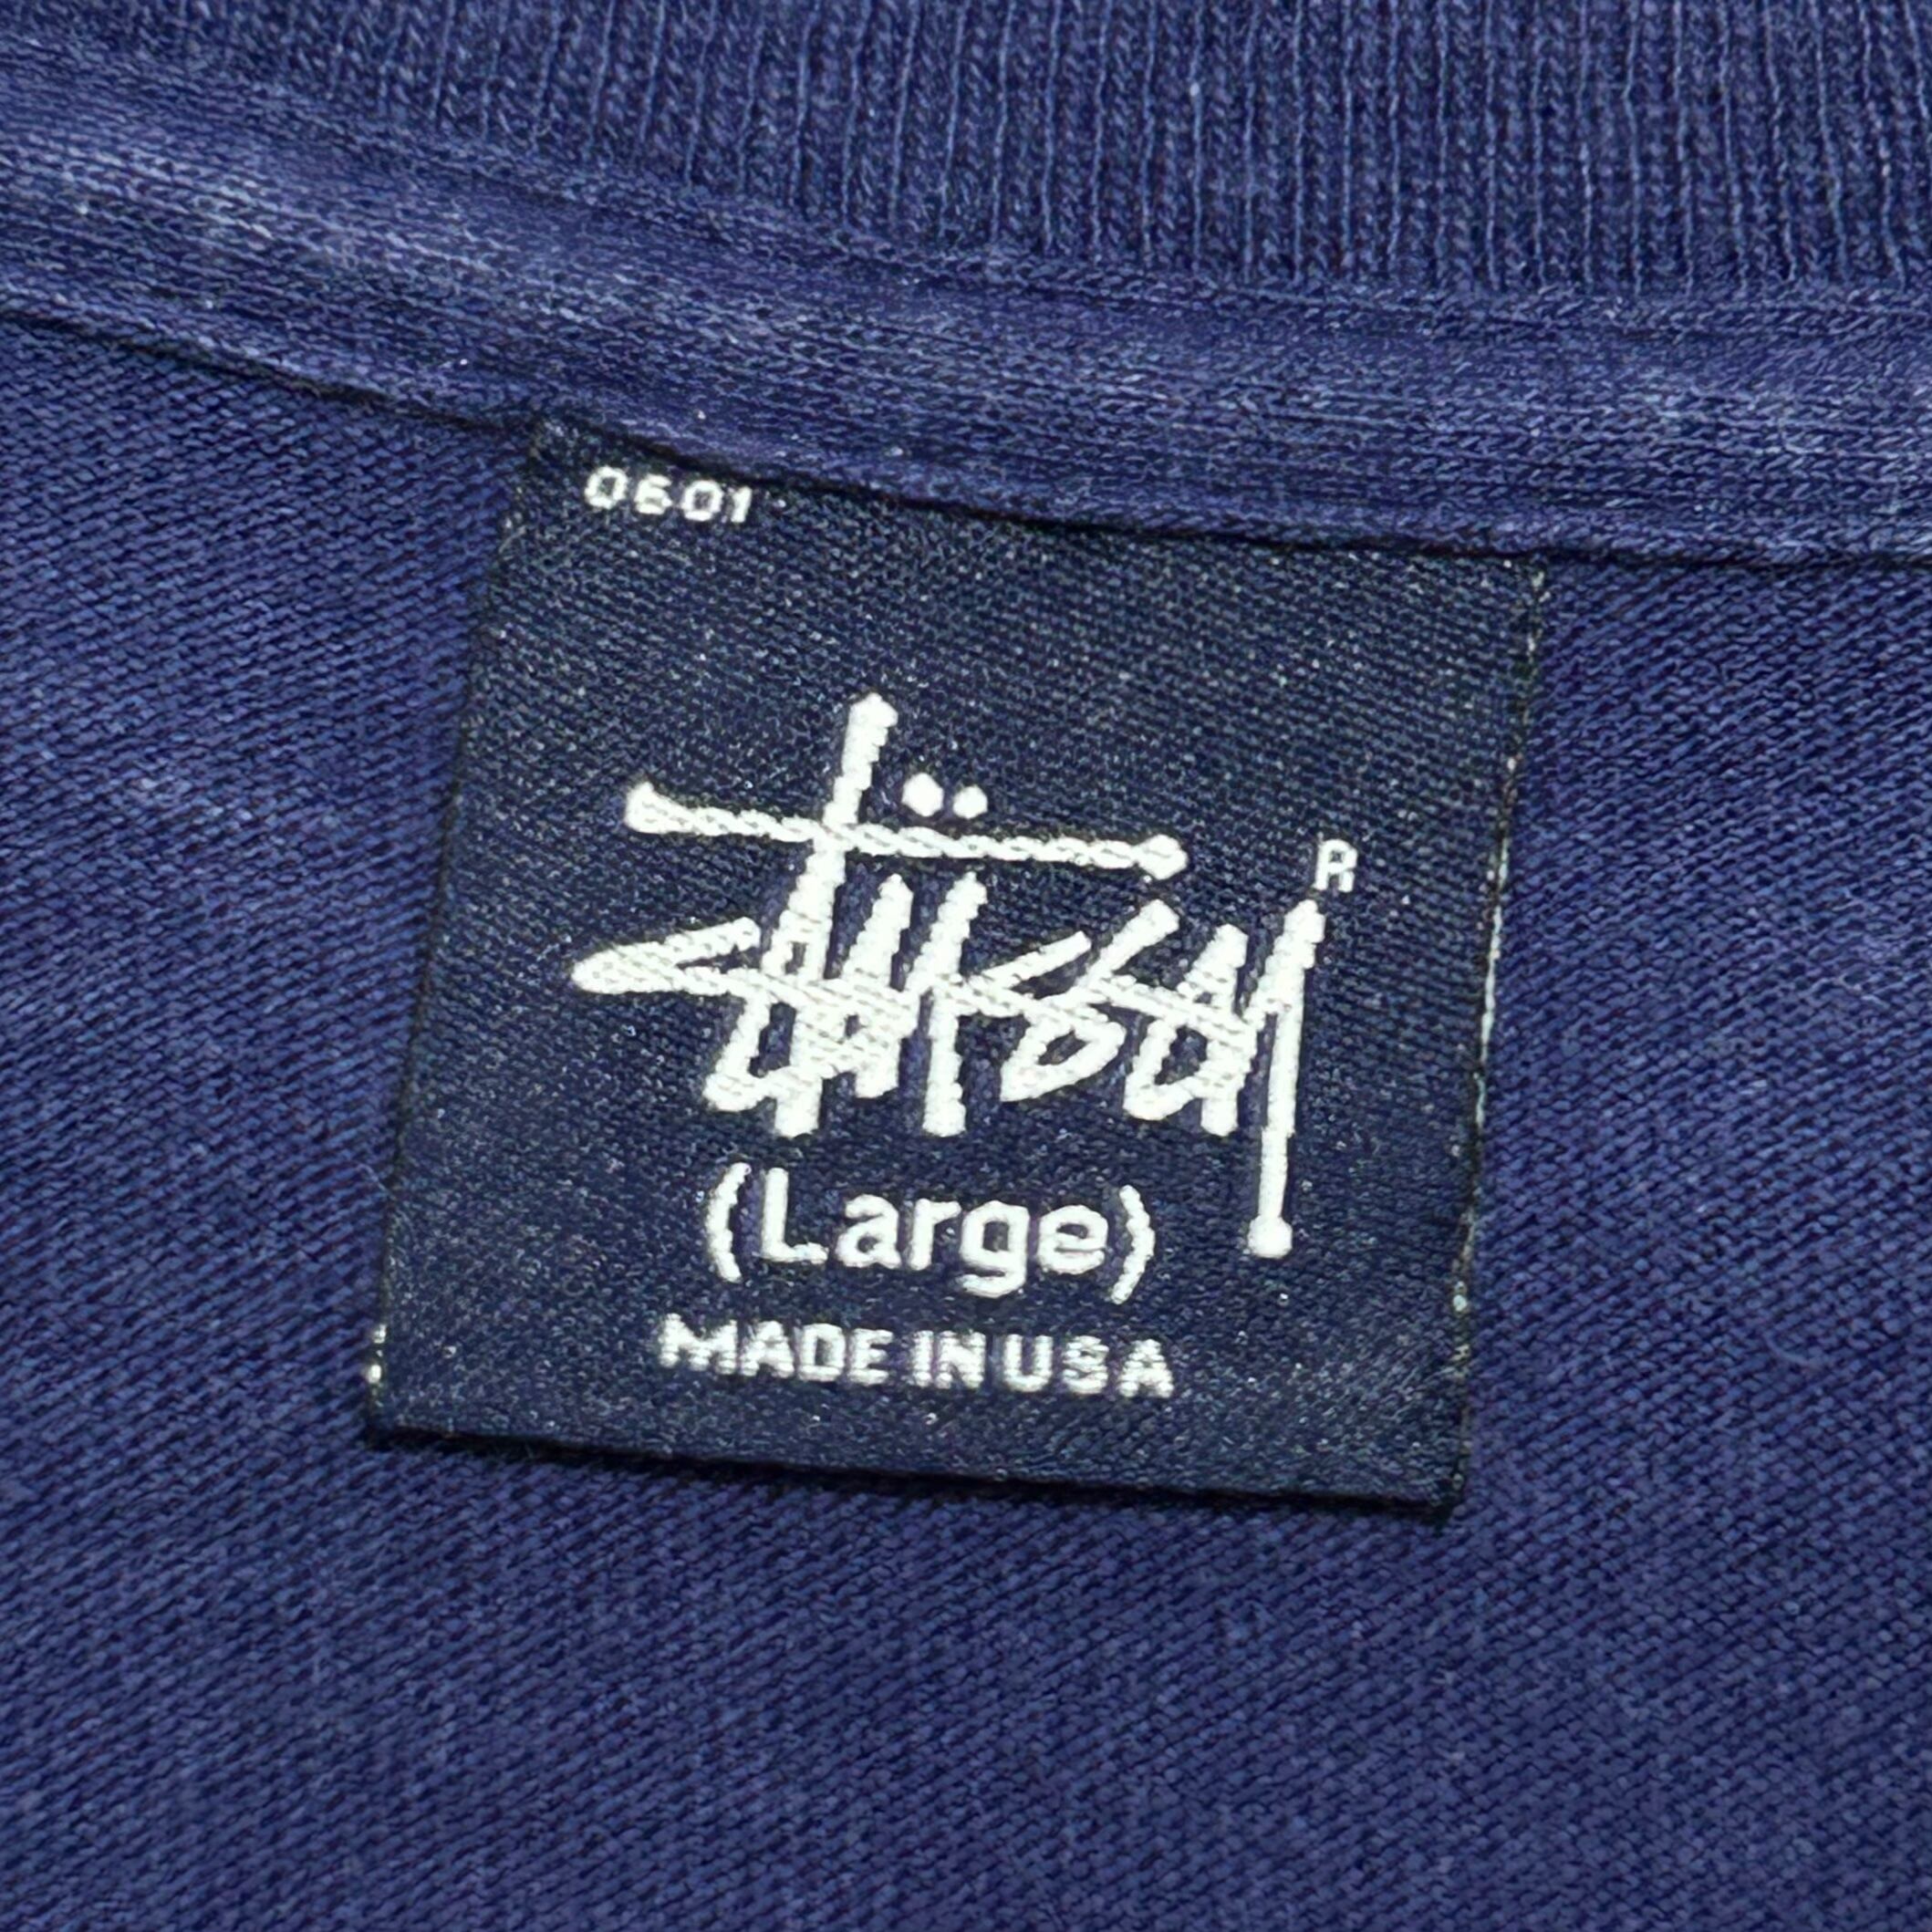 0601
Stüssy R
(Large)
MADE IN USA